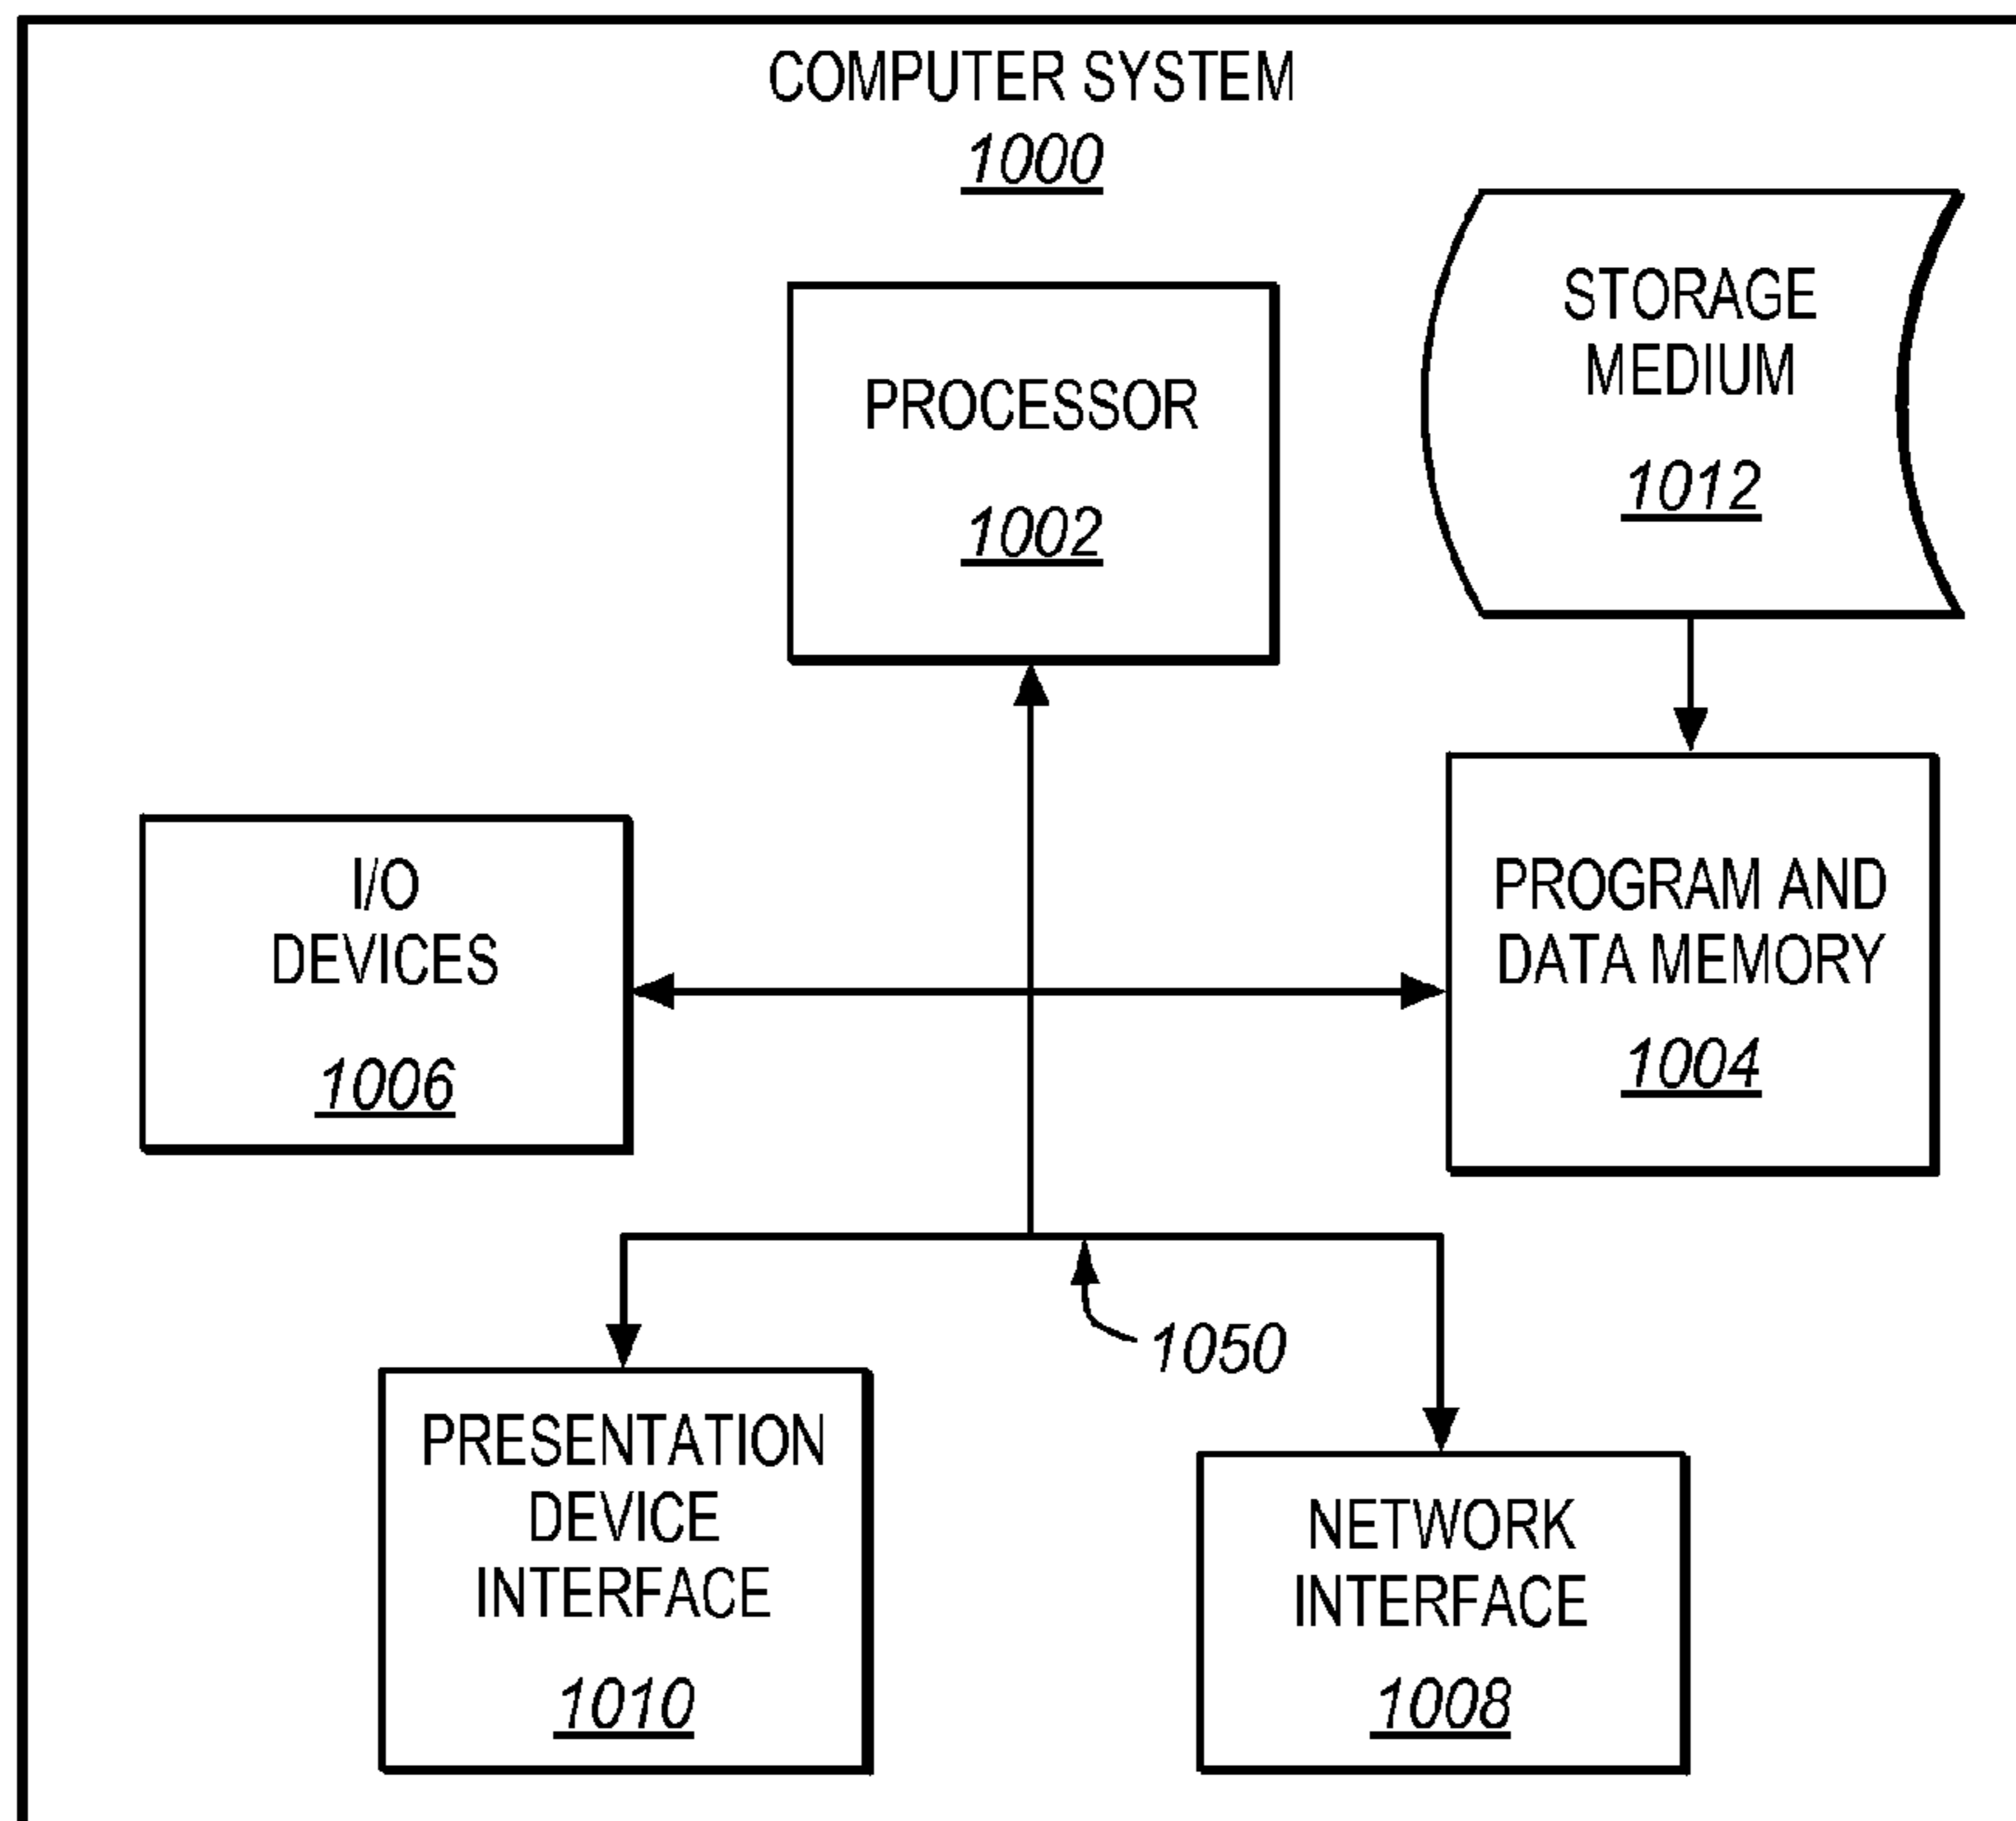 COMPUTER SYSTEM
1000
PROCESSOR
1002
STORAGE
MEDIUM
1012
I/O
DEVICES
1006
PROGRAM AND
DATA MEMORY
1004
1050
PRESENTATION
DEVICE
INTERFACE
1010
NETWORK
INTERFACE
1008